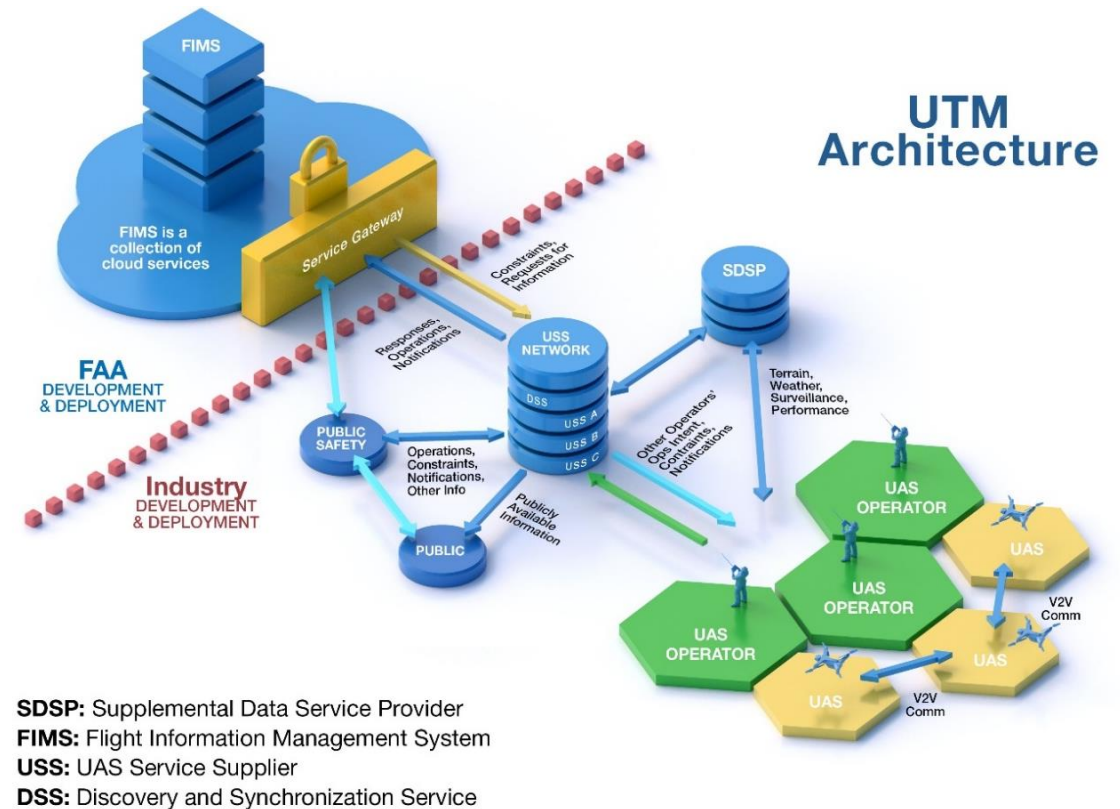 FIMS
UTM
Architecture
FIMS is a
collection of
cloud services
Service Gateway
Constraints,
Requests for
Information
SDSP
Responses,
Operations,
Notifications
USS
NETWORK
DSS
USS A
USS B
USS C
FAA
DEVELOPMENT
& DEPLOYMENT
Terrain,
Weather,
Surveillance,
Performance
PUBLIC
SAFETY
Operations,
Constraints,
Notifications,
Other Info
Other Operators'
Ops Intent,
Contraints,
Notifications
Industry
DEVELOPMENT
& DEPLOYMENT
Publicly
Available
Information
PUBLIC
UAS
OPERATOR
UAS
UAS
OPERATOR
V2V
Comm
UAS
OPERATOR
UAS
UAS
V2V
Comm
SDSP: Supplemental Data Service Provider
FIMS: Flight Information Management System
USS: UAS Service Supplier
DSS: Discovery and Synchronization Service